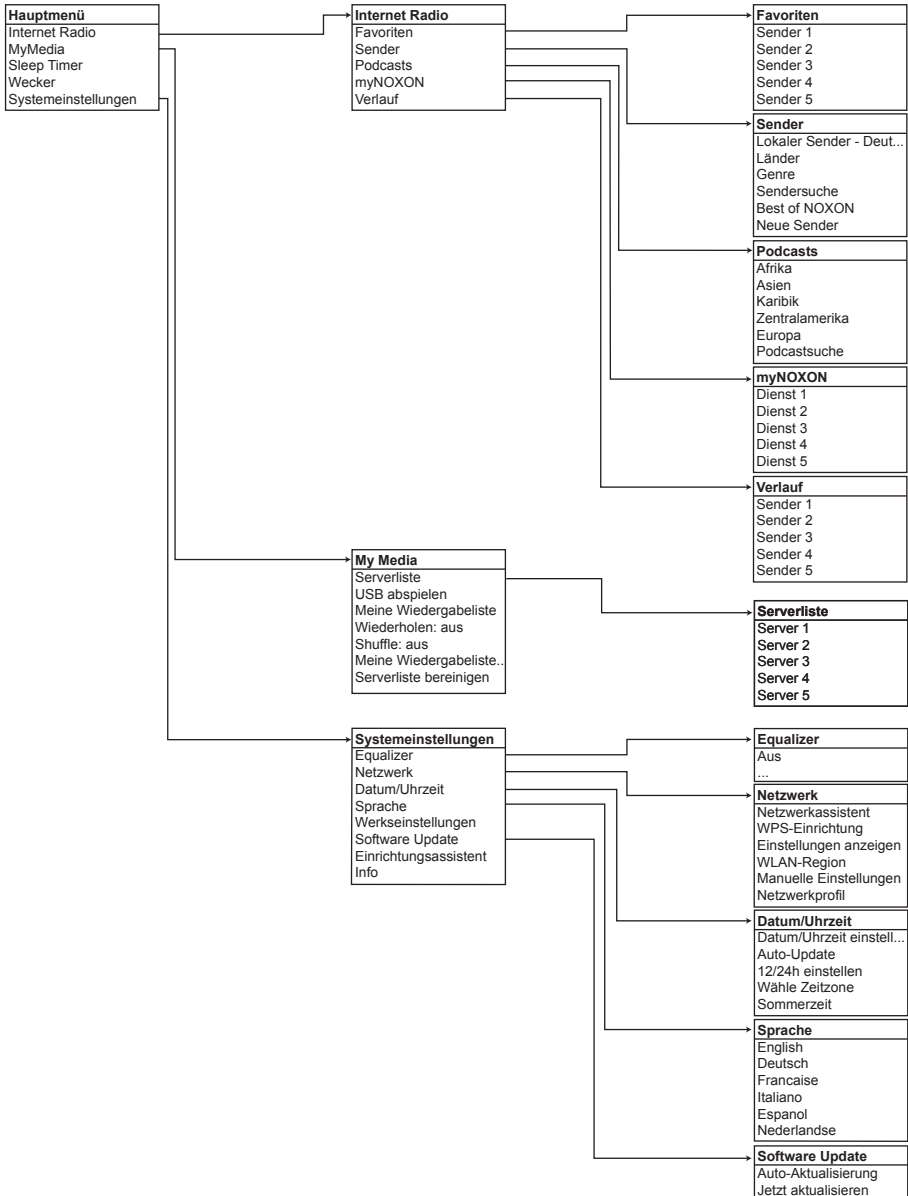 Hauptmenü
Internet Radio
MyMedia
Sleep Timer
Wecker
Systemeinstellungen
Internet Radio
Favoriten
Sender
Podcasts
myNOXON
Verlauf
Favoriten
Sender 1
Sender 2
Sender 3
Sender 4
Sender 5
Sender
Lokaler Sender - Deut...
Länder
Genre
Sendersuche
Best of NOXON
Neue Sender
Podcasts
Afrika
Asien
Karibik
Zentralamerika
Europa
Podcastsuche
myNOXON
Dienst 1
Dienst 2
Dienst 3
Dienst 4
Dienst 5
Verlauf
Sender 1
Sender 2
Sender 3
Sender 4
Sender 5
My Media
Serverliste
USB abspielen
Meine Wiedergabeliste
Wiederholen: aus
Shuffle: aus
Meine Wiedergabeliste..
Serverliste bereinigen
Serverliste
Server 1
Server 2
Server 3
Server 4
Server 5
Systemeinstellungen
Equalizer
Netzwerk
Datum/Uhrzeit
Sprache
Werkseinstellungen
Software Update
Einrichtungsassistent
Info
Equalizer
Aus
...
Netzwerk
Netzwerkassistent
WPS-Einrichtung
Einstellungen anzeigen
WLAN-Region
Manuelle Einstellungen
Netzwerkprofil
Datum/Uhrzeit
Datum/Uhrzeit einstell...
Auto-Update
12/24h einstellen
Wähle Zeitzone
Sommerzeit
Sprache
English
Deutsch
Francaise
Italiano
Espanol
Nederlandse
Software Update
Auto-Aktualisierung
Jetzt aktualisieren